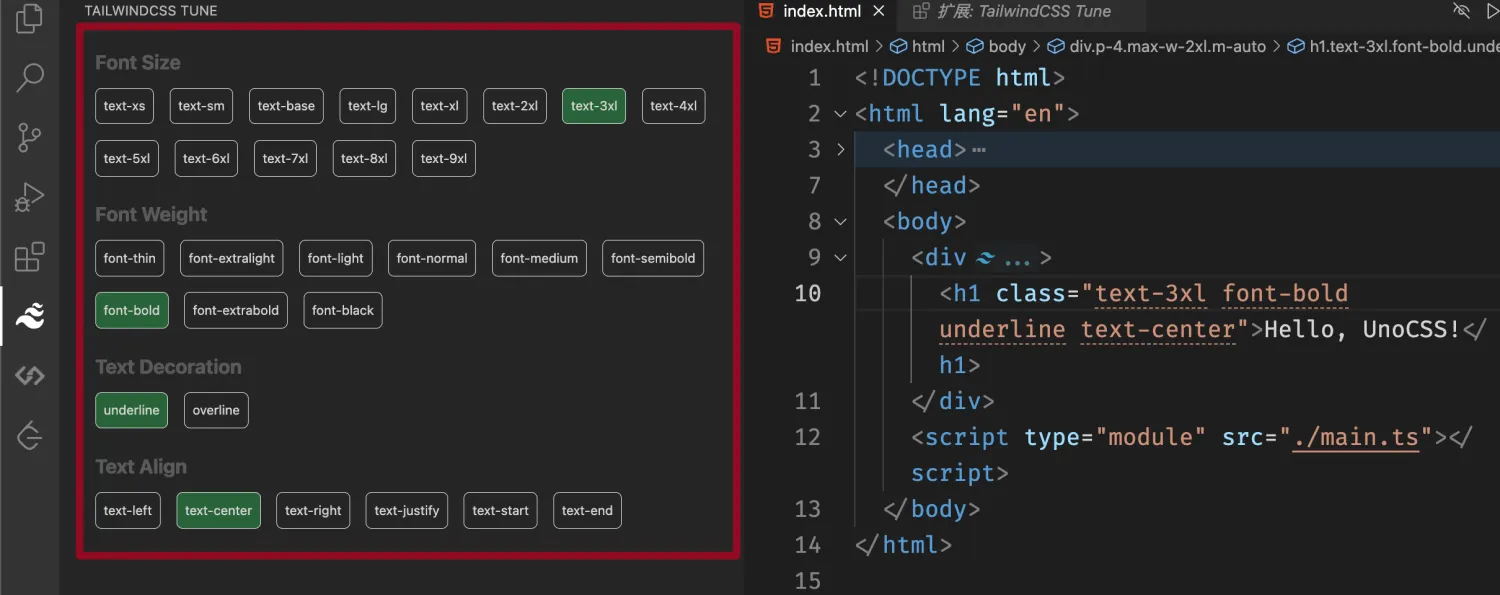 TAILWINDCSS TUNE
Font Size
text-xs text-sm text-base text-lg text-xl text-2xl text-3xl text-4xl
text-5xl text-6xl text-7xl text-8xl text-9xl
Font Weight
font-thin font-extralight font-light font-normal font-medium font-semibold
font-bold font-extrabold font-black
Text Decoration
underline overline
Text Align
text-left text-center text-right text-justify text-start text-end
index.html 扩展: TailwindCSS Tune
index.html > html > body > div.p-4.max-w-2xl.m-auto > h1.text-3xl.font-bold.unde
1 <!DOCTYPE html>
2 <html lang="en">
3 <head>…
7 </head>
8 <body>
9 <div ...>
10 <h1 class="text-3xl font-bold
underline text-center">Hello, UnoCSS!</
h1>
11 </div>
12 <script type="module" src="./main.ts"></
script>
13 </body>
14 </html>
15